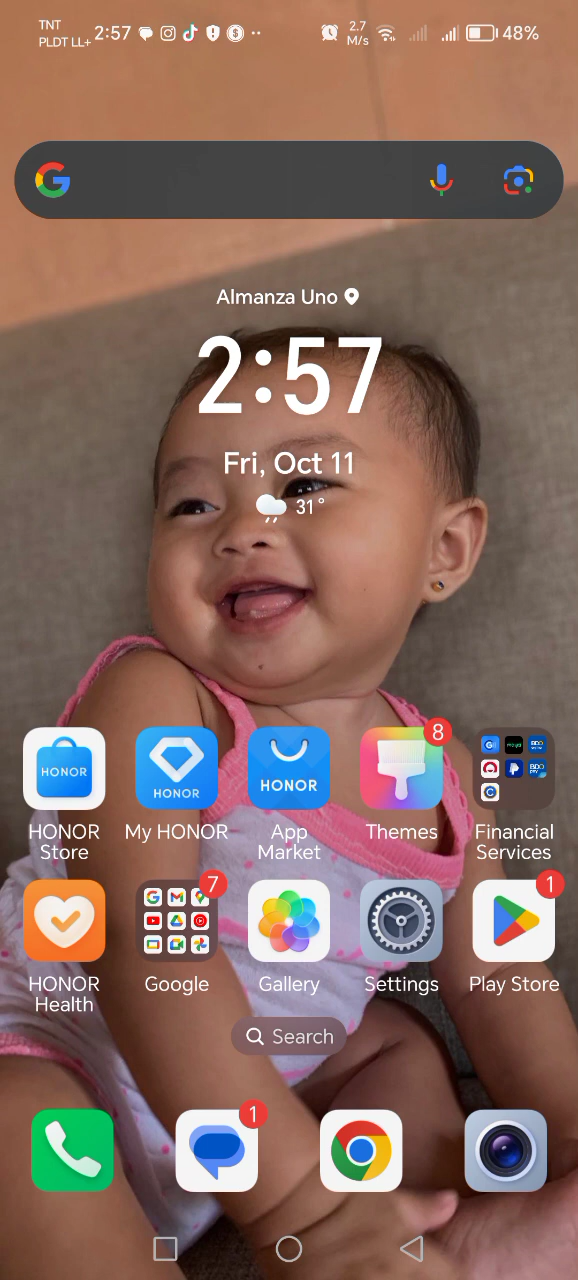 TNT
PLDT LL+
2:57
2.7
M/s
48%
Almanza Uno
2:57
Fri, Oct 11
31°
HONOR
HONOR
HONOR
8
HONOR Store
My HONOR
App Market
Themes
Financial Services
7
1
HONOR Health
Google
Gallery
Settings
Play Store
Search
1